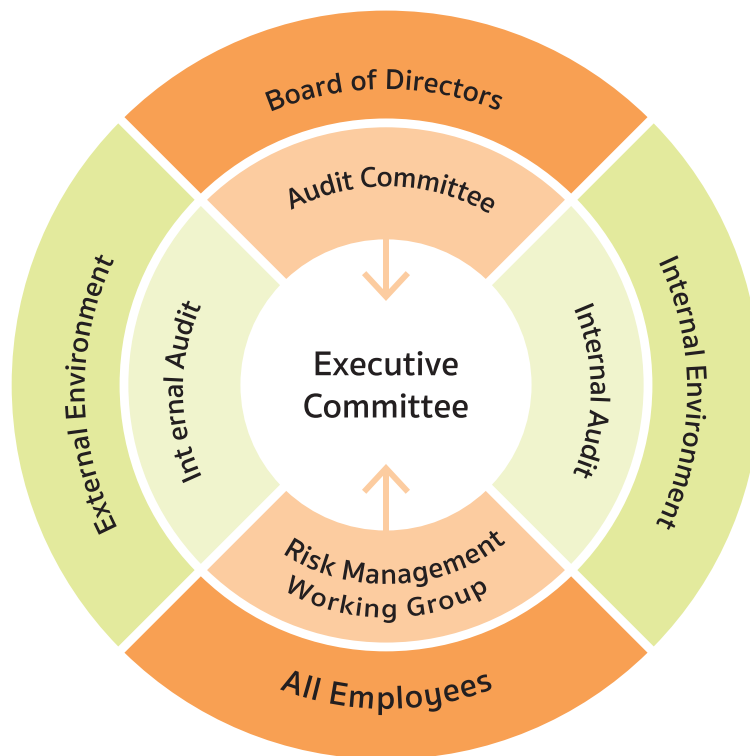 Board of Directors
Audit Committee
External Environment
Int ernal Audit
Executive
Committee
Internal Audit
Internal Environment
Risk Management
Working Group
All Employees